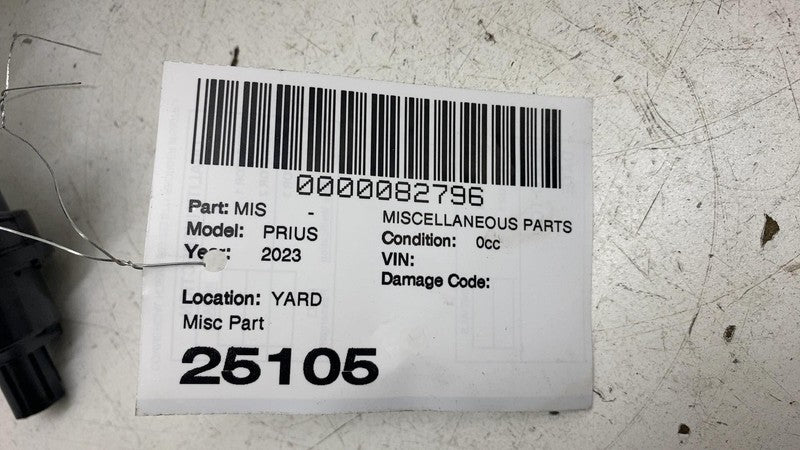 0000082796
Part: MIS - MISCELLANEOUS PARTS
Model: PRIUS Condition: 0cc
Year: 2023 VIN:
Damage Code:
Location: YARD
Misc Part
25105